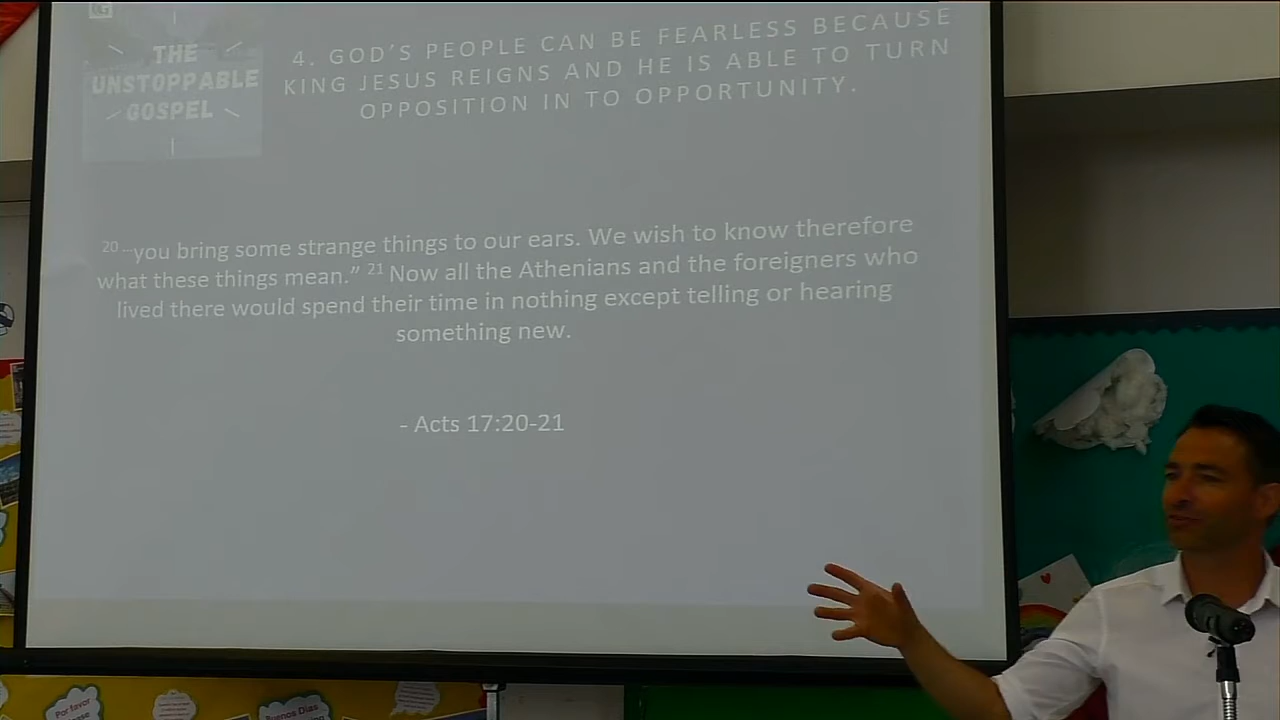 G
THE
UNSTOPPABLE
GOSPEL
4. GOD'S PEOPLE CAN BE FEARLESS BECAUSE
KING JESUS REIGNS AND HE IS ABLE TO TURN
OPPOSITION IN TO OPPORTUNITY.
20 …you bring some strange things to our ears. We wish to know therefore
what these things mean.” 21 Now all the Athenians and the foreigners who
lived there would spend their time in nothing except telling or hearing
something new.
- Acts 17:20-21
Por favor
Buenos Días